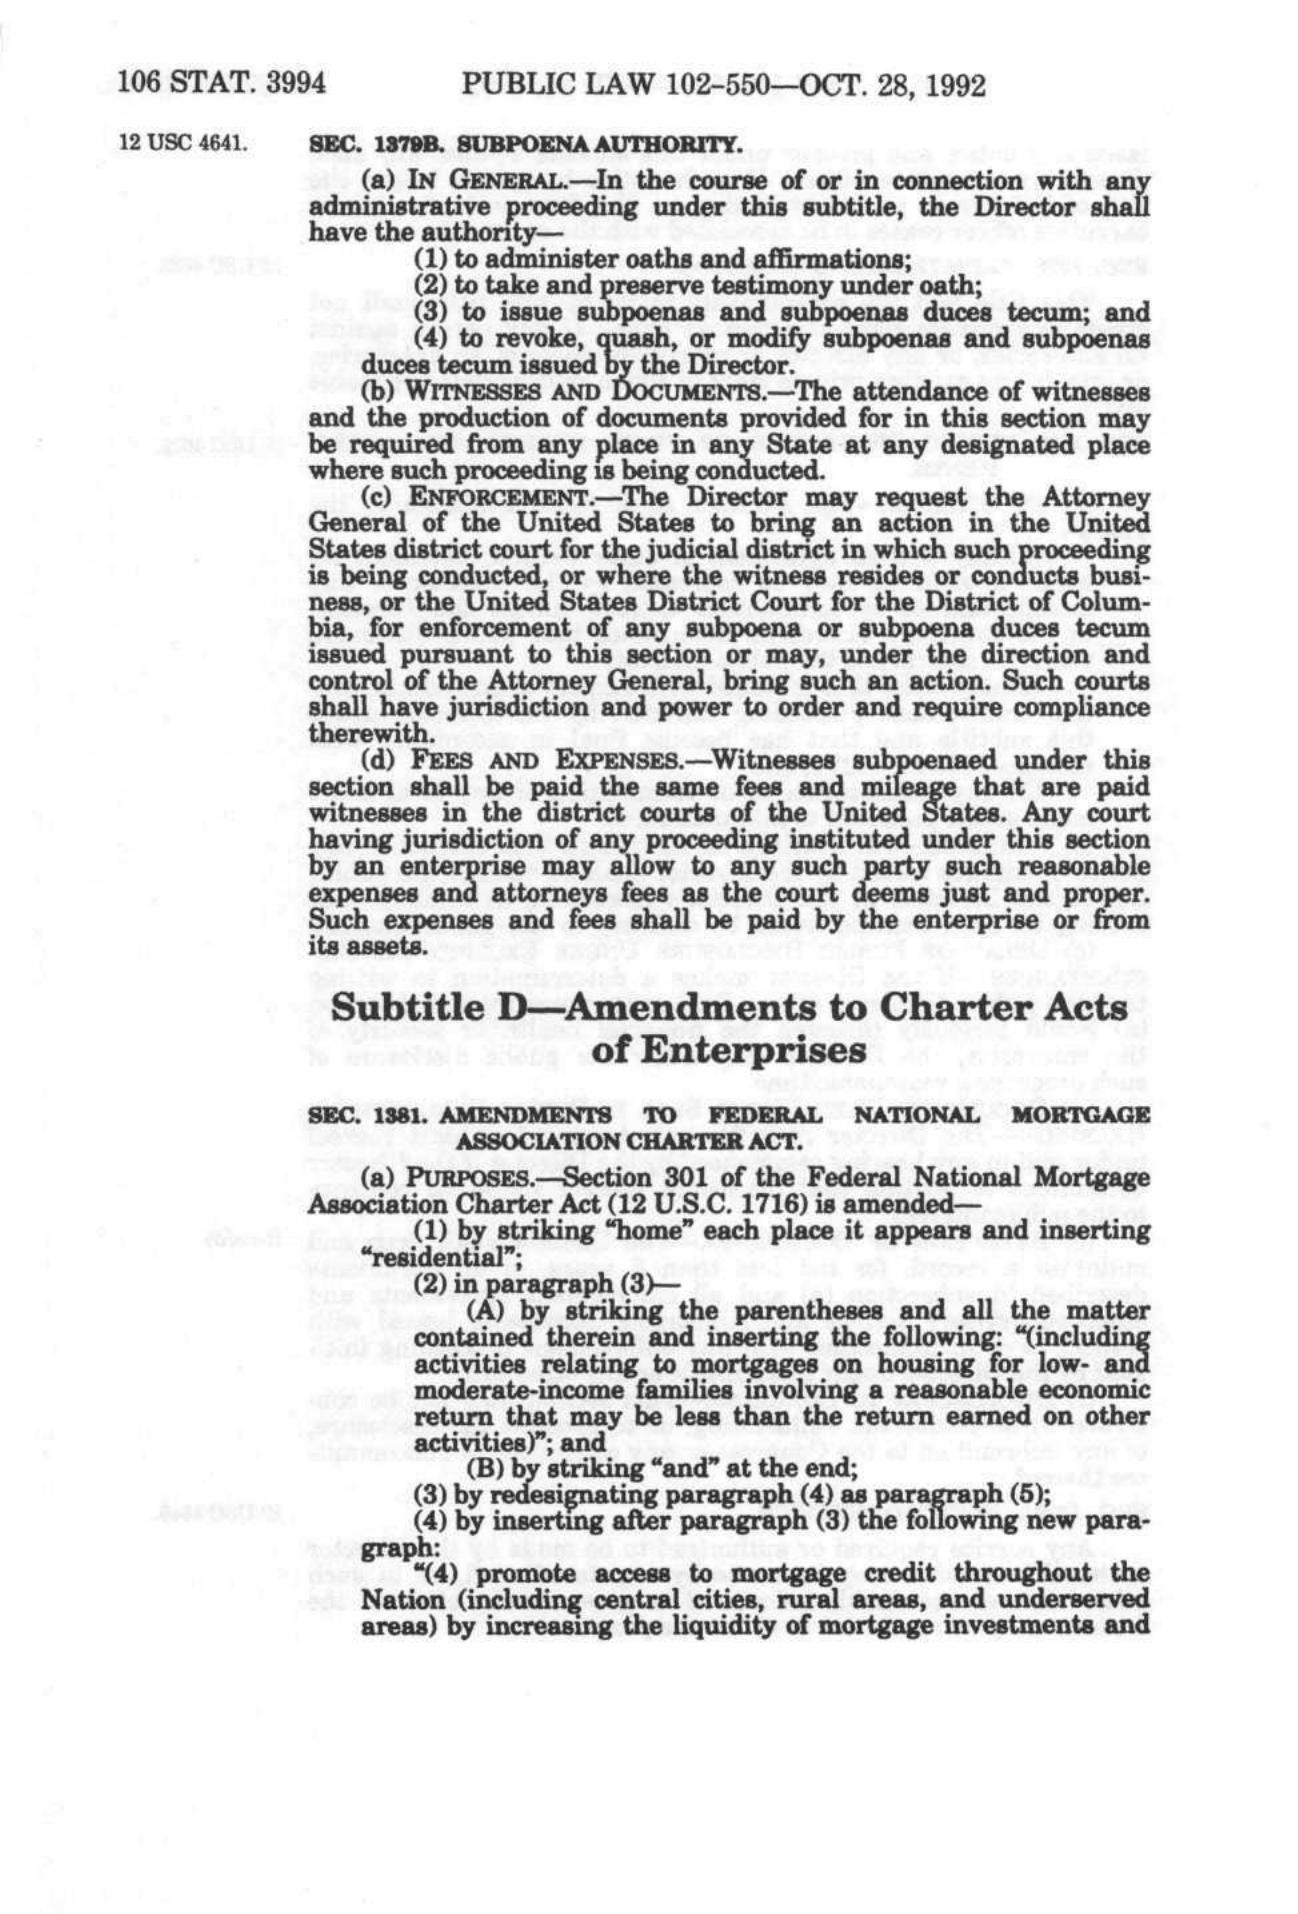 106 STAT. 3994 PUBLIC LAW 102-550—OCT. 28, 1992
12 USC 4641.
SEC. 1379B. SUBPOENA AUTHORITY.
(a) IN GENERAL.—In the course of or in connection with any
administrative proceeding under this subtitle, the Director shall
have the authority—
(1) to administer oaths and affirmations;
(2) to take and preserve testimony under oath;
(3) to issue subpoenas and subpoenas duces tecum; and
(4) to revoke, quash, or modify subpoenas and subpoenas
duces tecum issued by the Director.
(b) WITNESSES AND DOCUMENTS.—The attendance of witnesses
and the production of documents provided for in this section may
be required from any place in any State at any designated place
where such proceeding is being conducted.
(c) ENFORCEMENT.—The Director may request the Attorney
General of the United States to bring an action in the United
States district court for the judicial district in which such proceeding
is being conducted, or where the witness resides or conducts busi-
ness, or the United States District Court for the District of Colum-
bia, for enforcement of any subpoena or subpoena duces tecum
issued pursuant to this section or may, under the direction and
control of the Attorney General, bring such an action. Such courts
shall have jurisdiction and power to order and require compliance
therewith.
(d) FEES AND EXPENSES.—Witnesses subpoenaed under this
section shall be paid the same fees and mileage that are paid
witnesses in the district courts of the United States. Any court
having jurisdiction of any proceeding instituted under this section
by an enterprise may allow to any such party such reasonable
expenses and attorneys fees as the court deems just and proper.
Such expenses and fees shall be paid by the enterprise or from
its assets.
Subtitle D—Amendments to Charter Acts
of Enterprises
SEC. 1381. AMENDMENTS TO FEDERAL NATIONAL MORTGAGE
ASSOCIATION CHARTER ACT.
(a) PURPOSES.—Section 301 of the Federal National Mortgage
Association Charter Act (12 U.S.C. 1716) is amended—
(1) by striking “home” each place it appears and inserting
“residential”;
(2) in paragraph (3)—
(A) by striking the parentheses and all the matter
contained therein and inserting the following: “(including
activities relating to mortgages on housing for low- and
moderate-income families involving a reasonable economic
return that may be less than the return earned on other
activities)”; and
(B) by striking “and” at the end;
(3) by redesignating paragraph (4) as paragraph (5);
(4) by inserting after paragraph (3) the following new para-
graph:
“(4) promote access to mortgage credit throughout the
Nation (including central cities, rural areas, and underserved
areas) by increasing the liquidity of mortgage investments and